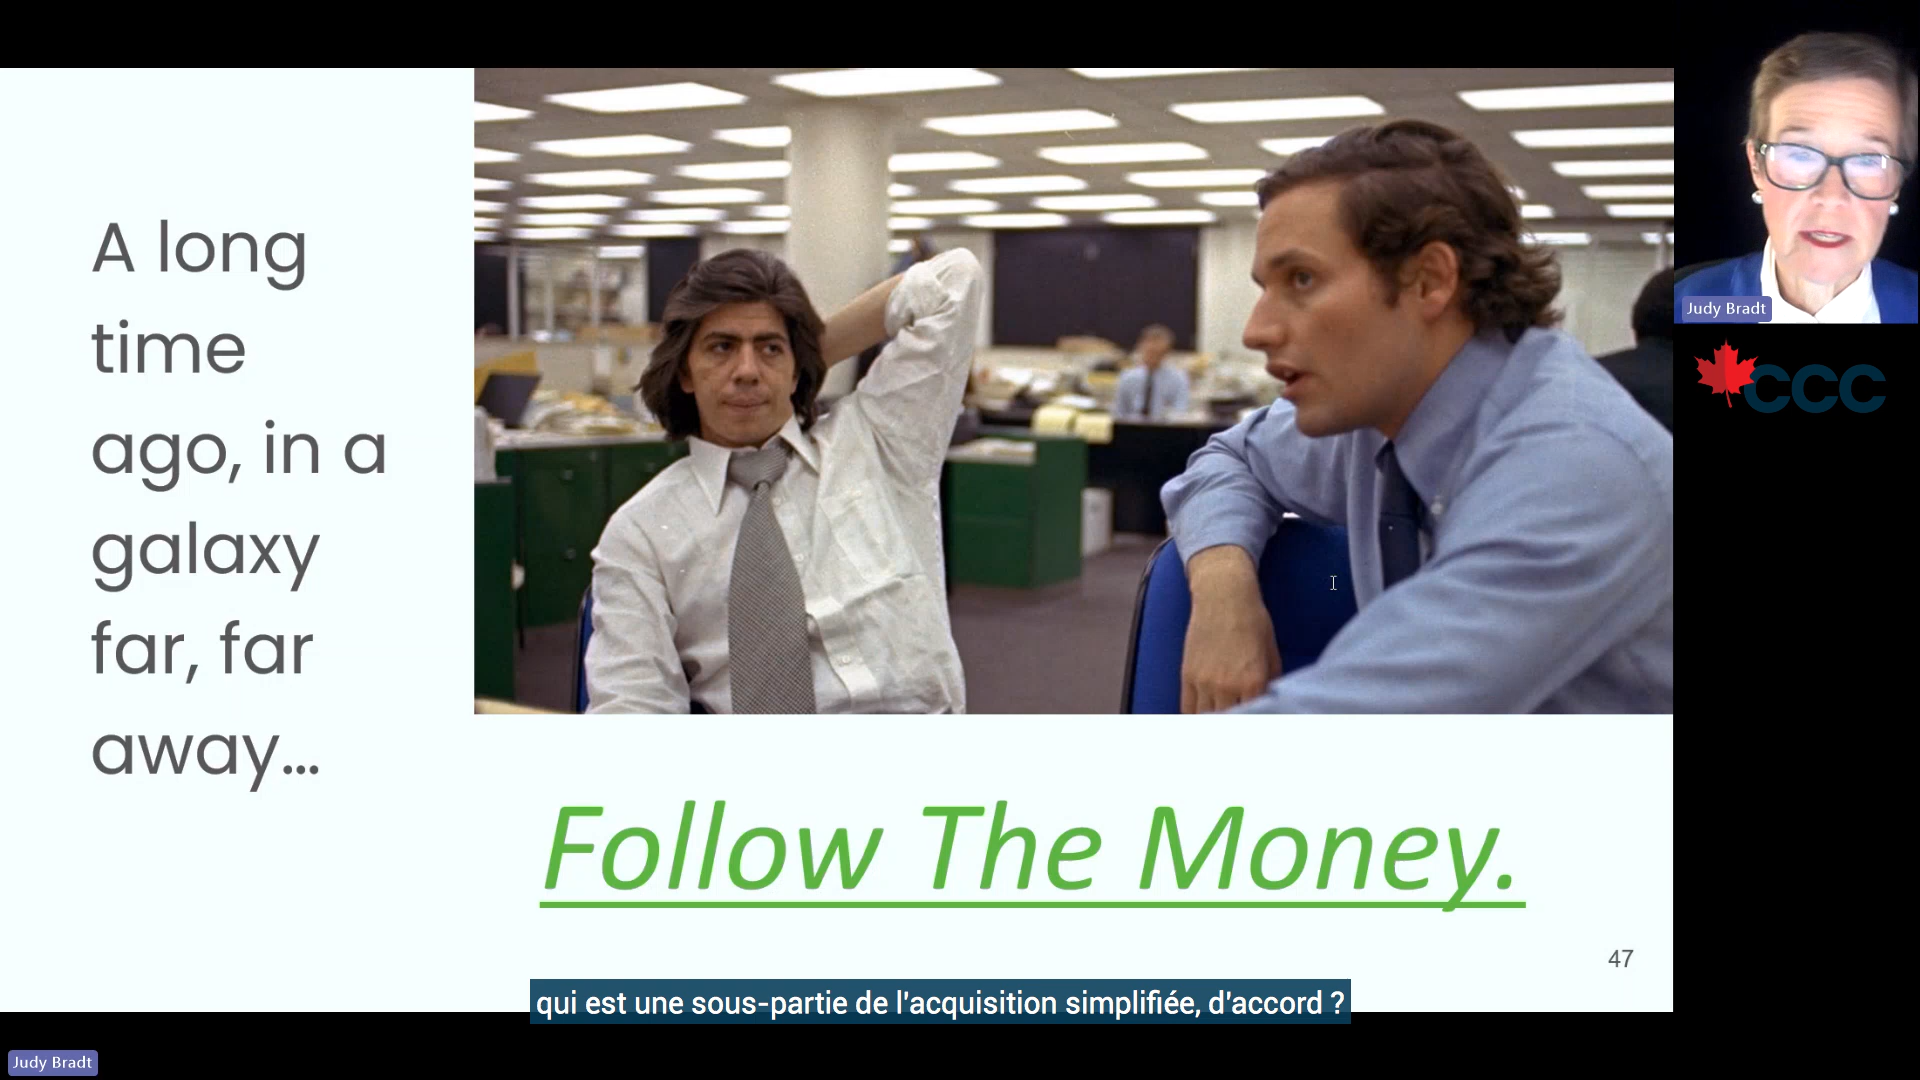 A long
time
ago, in a
galaxy
far, far
away...
Follow The Money.
47
Judy Bradt
CCC
qui est une sous-partie de l'acquisition simplifiée, d'accord ?
Judy Bradt